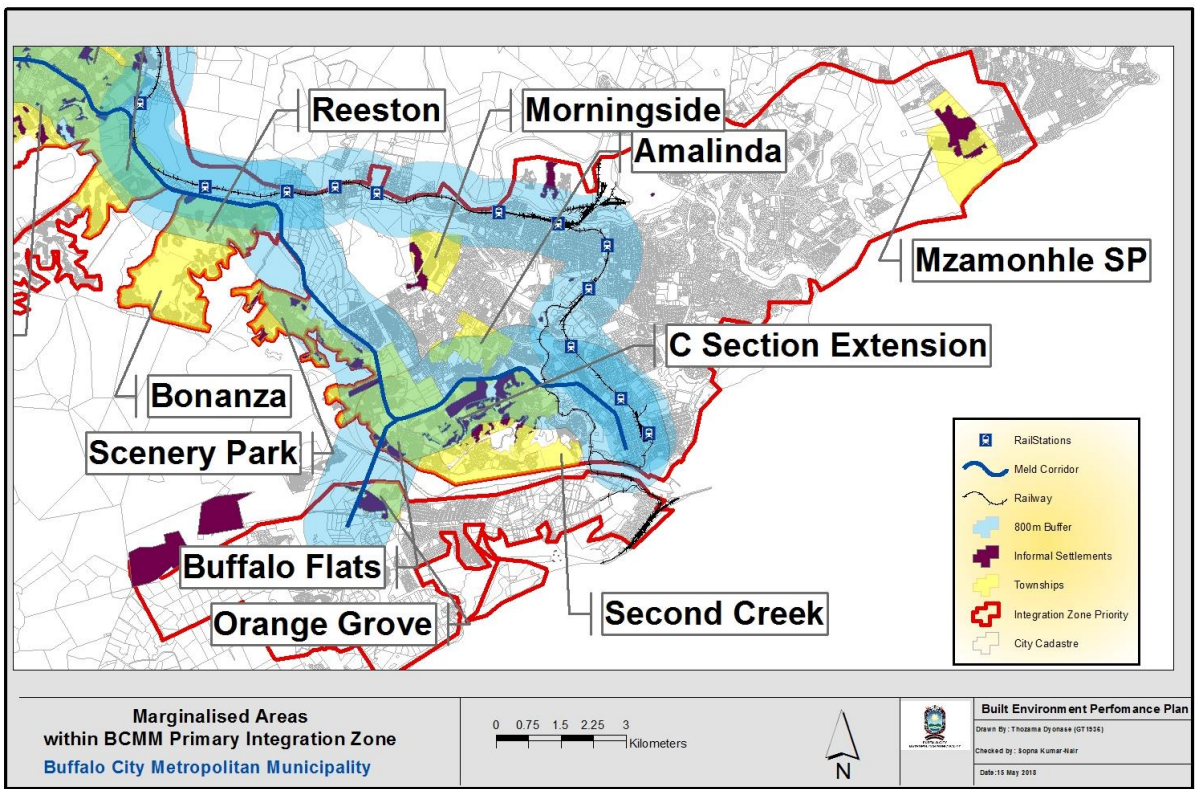 Reeston
Morningside
Amalinda
Mzamonhle SP
C Section Extension
Bonanza
Scenery Park
Buffalo Flats
Orange Grove
Second Creek
RailStations
Meld Corridor
Railway
800m Buffer
Informal Settlements
Townships
Integration Zone Priority
City Cadastre
Marginalised Areas
within BCMM Primary Integration Zone
Buffalo City Metropolitan Municipality
0 0.75 1.5 2.25 3
Kilometers
N
Built Environment Perfomance Plan
Drawn By: Thozama Dyonase (GT1936)
Checked by: Sopna Kumar-Nair
Date:15 May 2018